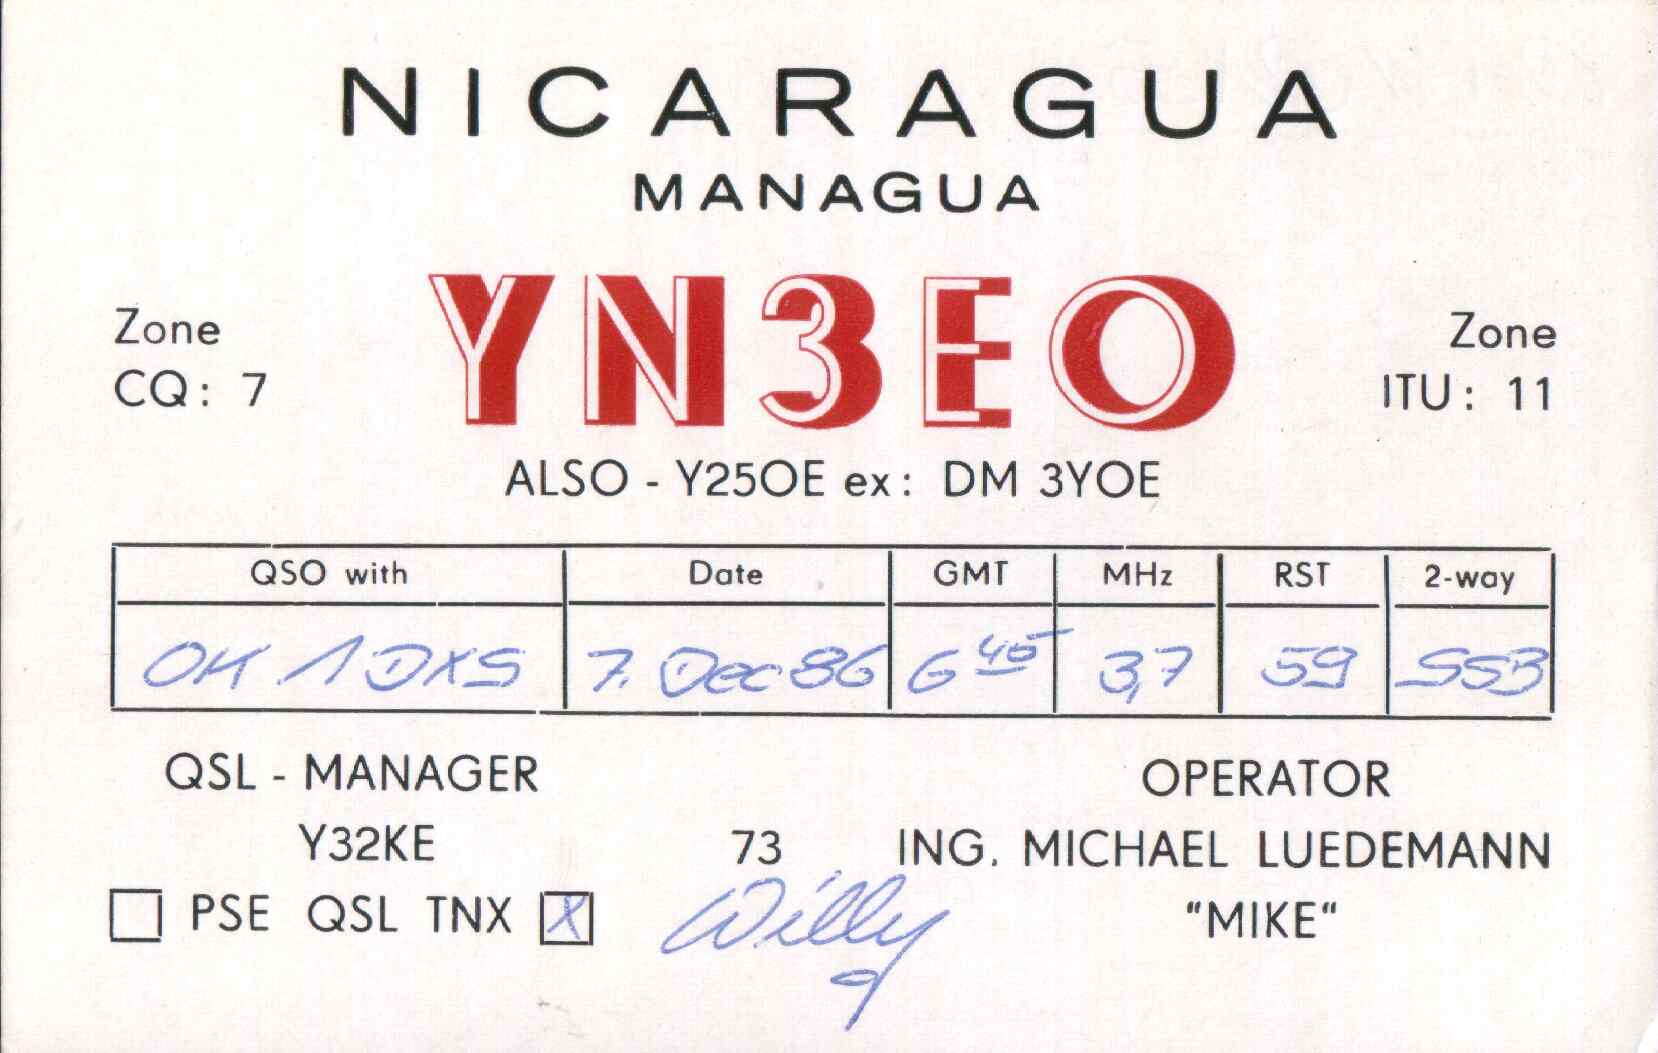 NICARAGUA
MANAGUA
YN3EO
Zone
CQ: 7
Zone
ITU: 11
ALSO - Y25OE ex: DM 3YOE
QSO with Date GMT MHz RST 2-way
OK 1DXS 7. Dec 86 6 45 3,7 59 SSB
QSL - MANAGER
Y32KE
OPERATOR
73 ING. MICHAEL LUEDEMANN
PSE QSL TNX X
Willy
"MIKE"